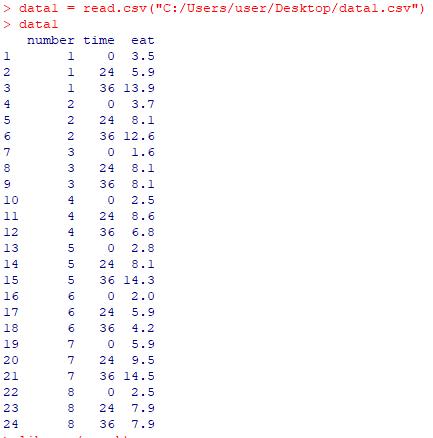 > data1 = read.csv("C:/Users/user/Desktop/data1.csv")
> data1
   number time  eat
1       1    0  3.5
2       1   24  5.9
3       1   36 13.9
4       2    0  3.7
5       2   24  8.1
6       2   36 12.6
7       3    0  1.6
8       3   24  8.1
9       3   36  8.1
10      4    0  2.5
11      4   24  8.6
12      4   36  6.8
13      5    0  2.8
14      5   24  8.1
15      5   36 14.3
16      6    0  2.0
17      6   24  5.9
18      6   36  4.2
19      7    0  5.9
20      7   24  9.5
21      7   36 14.5
22      8    0  2.5
23      8   24  7.9
24      8   36  7.9